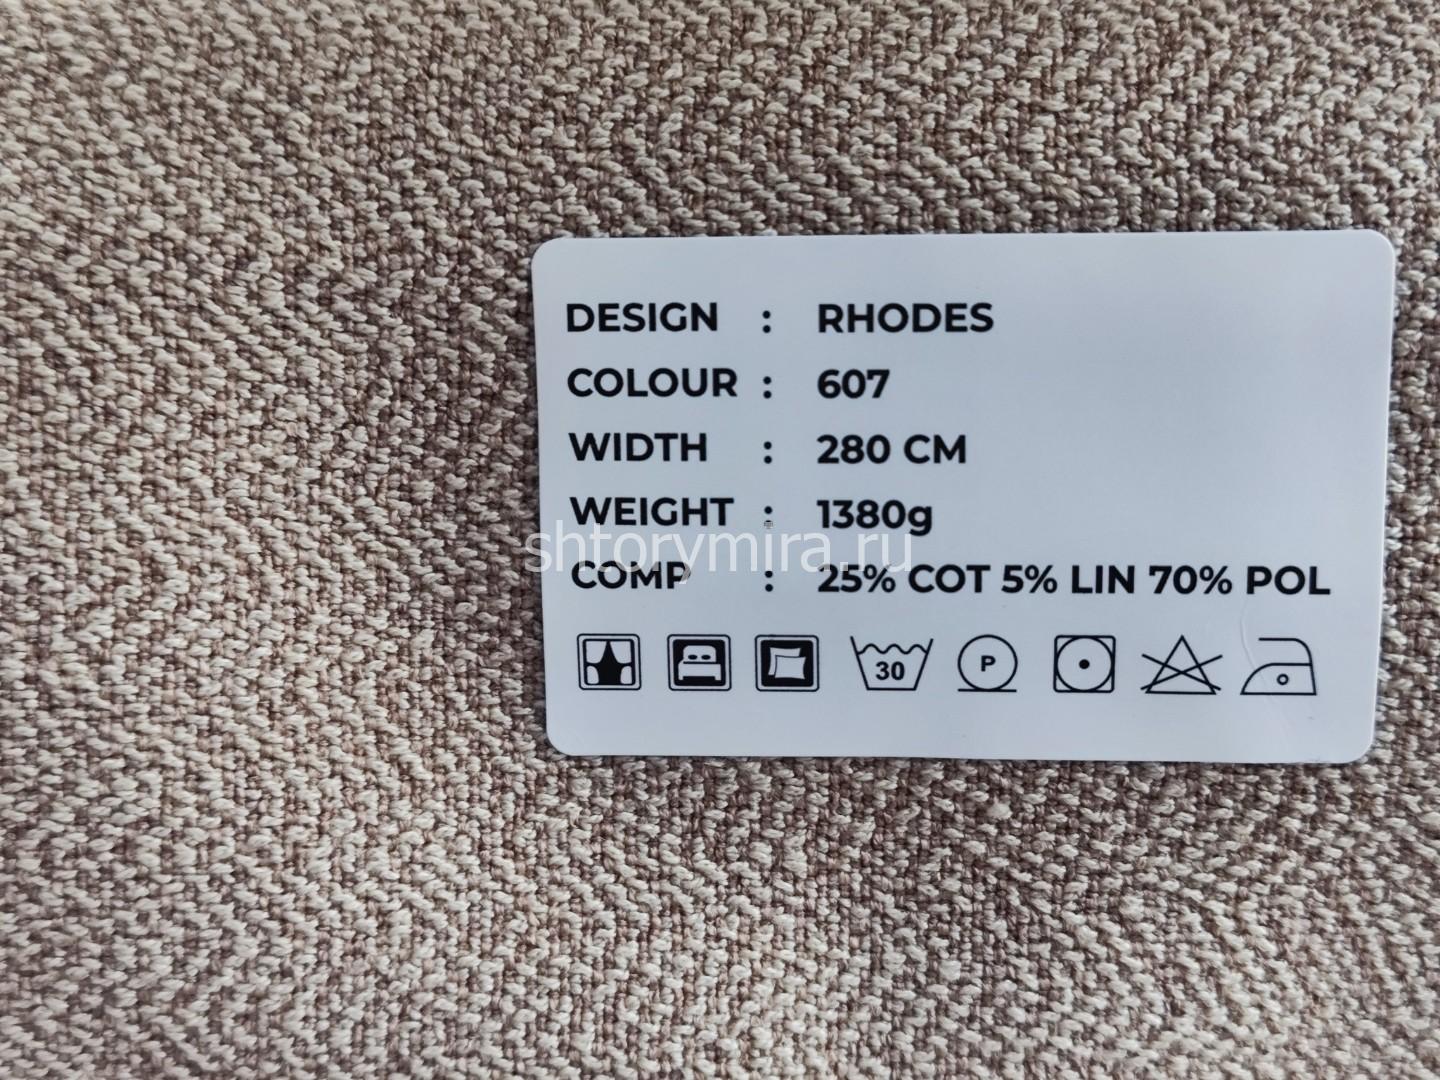 DESIGN : RHODES
COLOUR : 607
WIDTH : 280 CM
WEIGHT : 1380g
shtorymira.ru
COMP : 25% COT 5% LIN 70% POL
30 P